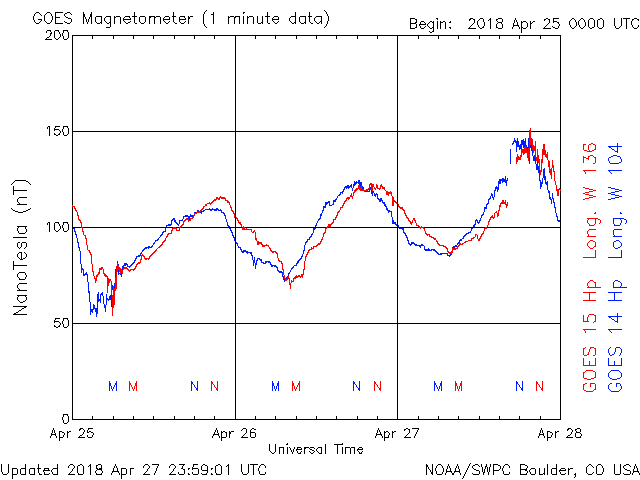 GOES Magnetometer (1 minute data)
Begin: 2018 Apr 25 0000 UTC
200
150
100
50
0
NanoTesla (nT)
M M N N M M N N M M N N
Apr 25 Apr 26 Apr 27 Apr 28
Universal Time
GOES 15 Hp Long. W 136
GOES 14 Hp Long. W 104
Updated 2018 Apr 27 23:59:01 UTC
NOAA/SWPC Boulder, CO USA